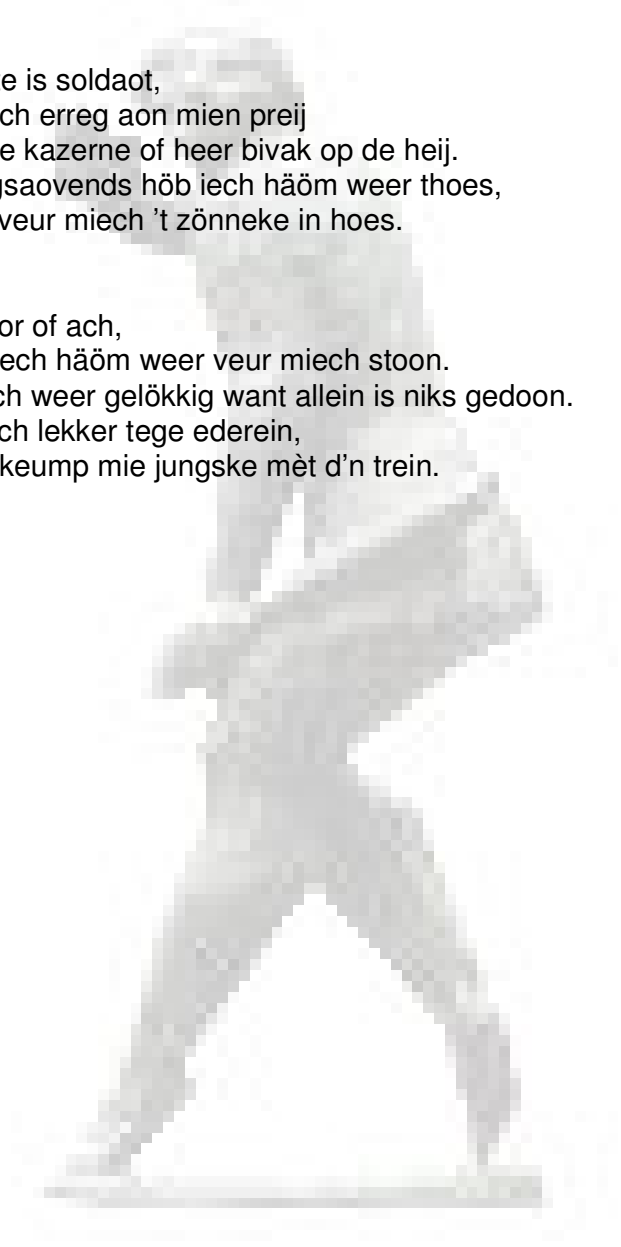 e is soldaot,
ch erreg aon mien preij
e kazerne of heer bivak op de heij.
gsaovends höb iech häöm weer thoes,
veur miech ’t zönneke in hoes.
or of ach,
ech häöm weer veur miech stoon.
ch weer gelökkig want allein is niks gedoon.
ch lekker tege ederein,
keump mie jungske mèt d’n trein.